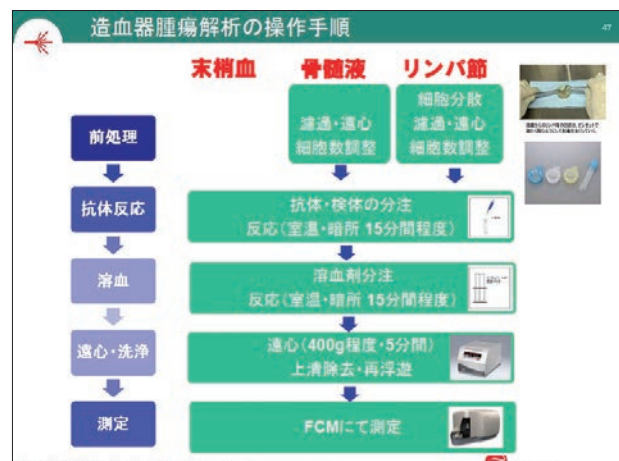 造血器腫瘍解析の操作手順
47
末梢血
骨髄液
リンパ節
前処理
濾過・遠心
細胞数調整
細胞分散
濾過・遠心
細胞数調整
抗体反応
抗体・検体の分注
反応(室温・暗所 15分間程度)
溶血
溶血剤分注
反応(室温・暗所 15分間程度)
遠心・洗浄
遠心(400g程度・5分間)
上清除去・再浮遊
測定
FCMにて測定